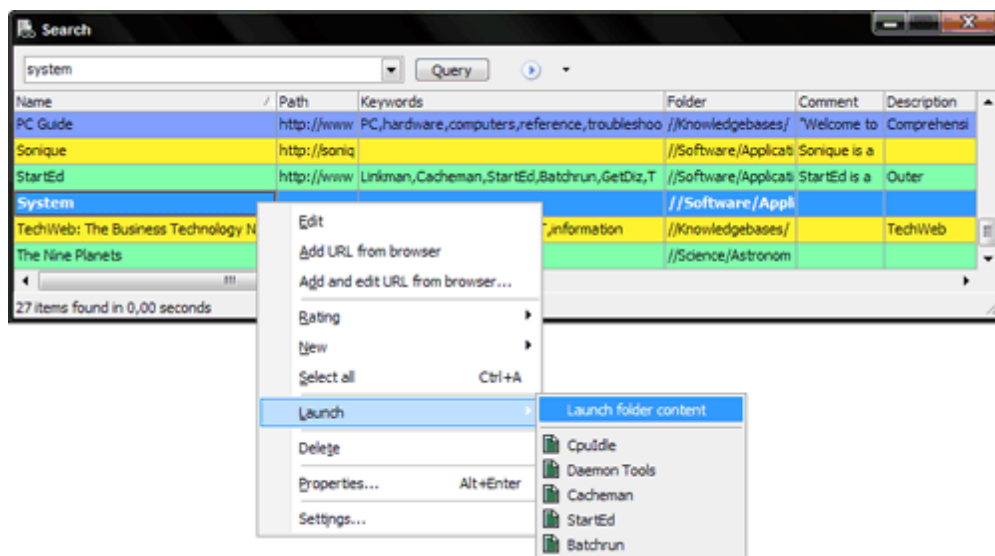 Search
system Query
Name / Path Keywords Folder Comment Description
PC Guide http://www PC,hardware,computers,reference,troubleshoo //Knowledgebases/ "Welcome to Comprehensi
Sonique http://soniq //Software/Applicati Sonique is a
StartEd http://www Linkman,Cacheman,StartEd,Batchrun,GetDiz,T //Software/Applicati StartEd is a Outer
System //Software/Appli
TechWeb: The Business Technology N ,information //Knowledgebases/ TechWeb
The Nine Planets //Science/Astronom
27 items found in 0,00 seconds
Edit
Add URL from browser
Add and edit URL from browser...
Rating
New
Select all Ctrl+A
Launch
Delete
Properties... Alt+Enter
Settings...
Launch folder content
CpuIdle
Daemon Tools
Cacheman
StartEd
Batchrun